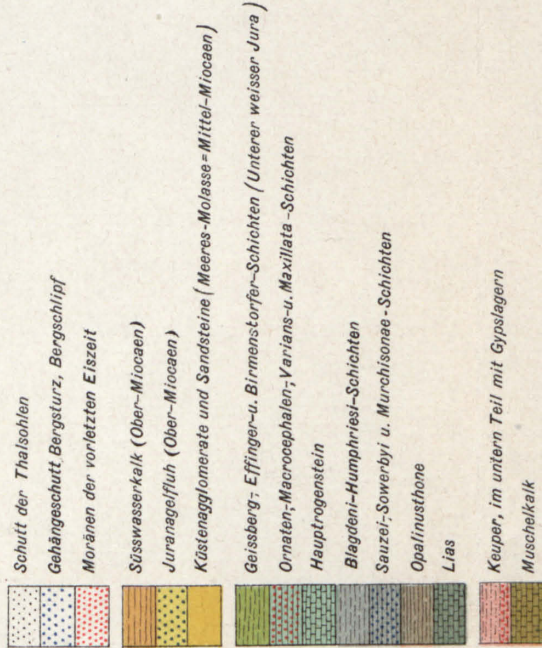 Schutt der Thalsohlen
Gehängeschutt, Bergsturz, Bergschlipf
Moränen der vorletzten Eiszeit
Süsswasserkalk (Ober-Miocaen)
Juranagelfluh (Ober-Miocaen)
Küstenagglomerate und Sandsteine (Meeres-Molasse=Mittel-Miocaen)
Geissberg-, Effinger-u. Birmenstorfer-Schichten (Unterer weisser Jura)
Ornaten-, Macrocephalen-, Varians-u. Maxillata-Schichten
Hauptrogenstein
Blagdeni-Humphriesi-Schichten
Sauzei-, Sowerbyi u. Murchisonae-Schichten
Opalinusthone
Lias
Keuper, im untern Teil mit Gypslagern
Muschelkalk